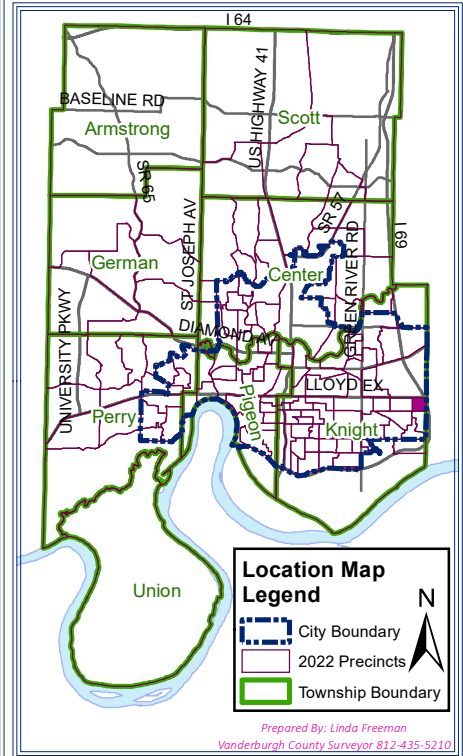 I 64
BASELINE RD
US HIGHWAY 41
Scott
Armstrong
SR 65
SR 57
I 69
ST JOSEPH AV
German
Center
GREEN RIVER RD
UNIVERSITY PKWY
DIAMOND AV
LLOYD EX
Perry
Pigeon
Knight
Union
Location Map
Legend
N
City Boundary
2022 Precincts
Township Boundary
Prepared By: Linda Freeman
Vanderburgh County Surveyor 812-435-5210